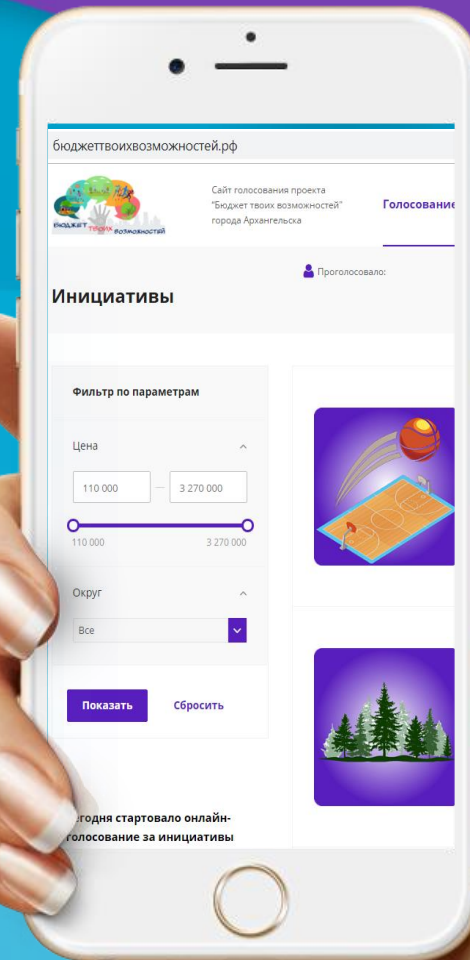 бюджеттвоихвозможностей.рф
БЮДЖЕТ ТВОИХ ВОЗМОЖНОСТЕЙ
Сайт голосования проекта
"Бюджет твоих возможностей"
города Архангельска
Голосование
Проголосовало:
Инициативы
Фильтр по параметрам
Цена
110 000 — 3 270 000
110 000 3 270 000
Округ
Все
Показать Сбросить
егодня стартовало онлайн-
голосование за инициативы